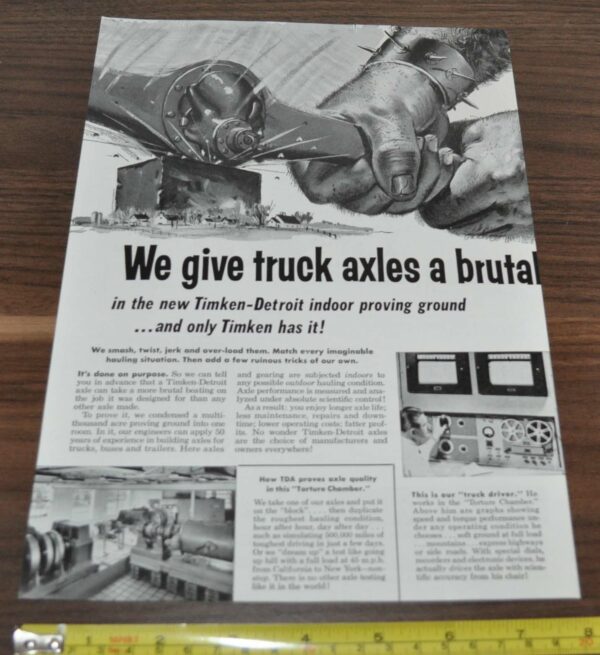 We give truck axles a brutal
in the new Timken-Detroit indoor proving ground
...and only Timken has it!
We smash, twist, jerk and over-load them. Match every imaginable
hauling situation. Then add a few ruinous tricks of our own.
It's done on purpose. So we can tell
you in advance that a Timken-Detroit
axle can take a more brutal beating on
the job it was designed for than any
other axle made.
To prove it, we condensed a multi-
thousand acre proving ground into one
room. In it, our engineers can apply 50
years of experience in building axles for
trucks, buses and trailers. Here axles
and gearing are subjected indoors to
any possible outdoor hauling condition.
Axle performance is measured and ana-
lyzed under absolute scientific control!
As a result: you enjoy longer axle life;
less maintenance, repairs and down-
time; lower operating costs; fatter prof-
its. No wonder Timken-Detroit axles
are the choice of manufacturers and
owners everywhere!
How TDA proves axle quality
in this "Torture Chamber."
We take one of our axles and put it
on the "block" . . . . then duplicate
the roughest hauling condition,
hour after hour, day after day . . .
such as simulating 500,000 miles of
toughest driving in just a few days.
Or we "dream up" a test like going
up hill with a full load at 45 m.p.h.
from California to New York—non-
stop. There is no other axle testing
like it in the world!
This is our "truck driver." He
works in the "Torture Chamber."
Above him are graphs showing
speed and torque performance un-
der any operating condition he
chooses . . . soft ground at full load
. . . mountains . . . express highways
or side roads. With special dials,
recorders and electronic devices, he
actually drives the axle with scien-
tific accuracy from his chair!
1 2 3 4 5 6 7 8